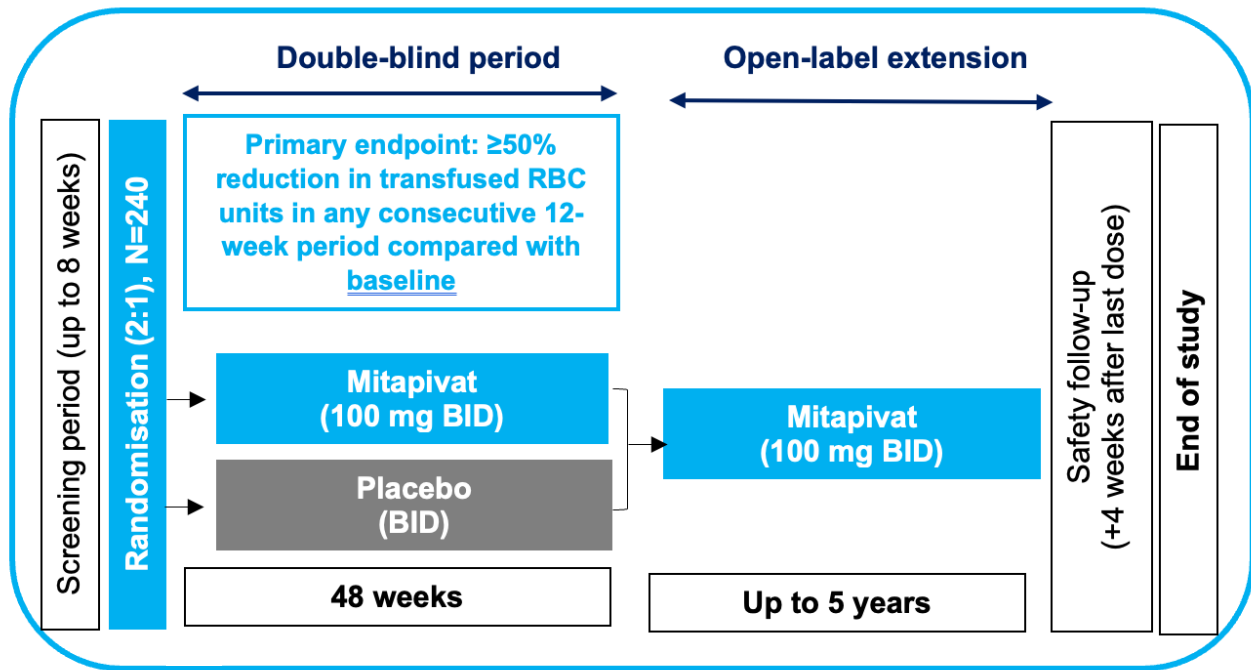 Double-blind period
Open-label extension
Screening period (up to 8 weeks)
Randomisation (2:1), N=240
Primary endpoint: ≥50%
reduction in transfused RBC
units in any consecutive 12-
week period compared with
baseline
Mitapivat
(100 mg BID)
Placebo
(BID)
48 weeks
Mitapivat
(100 mg BID)
Up to 5 years
Safety follow-up
(+4 weeks after last dose)
End of study